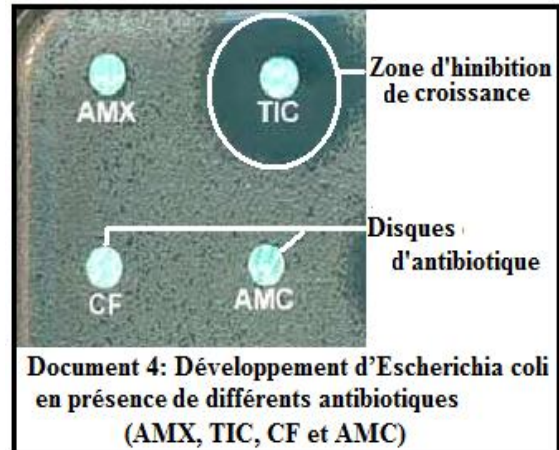 AMX
TIC
Zone d'hinibition
de croissance
CF
AMC
Disques
d'antibiotique
Document 4: Développement d'Escherichia coli
en présence de différents antibiotiques
(AMX, TIC, CF et AMC)